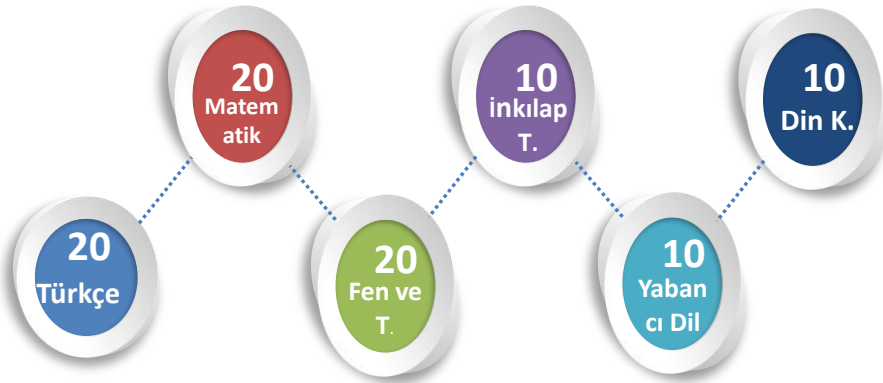 20
Türkçe
20
Matem
atik
20
Fen ve
T.
10
İnkılap
T.
10
Yaban
cı Dil
10
Din K.